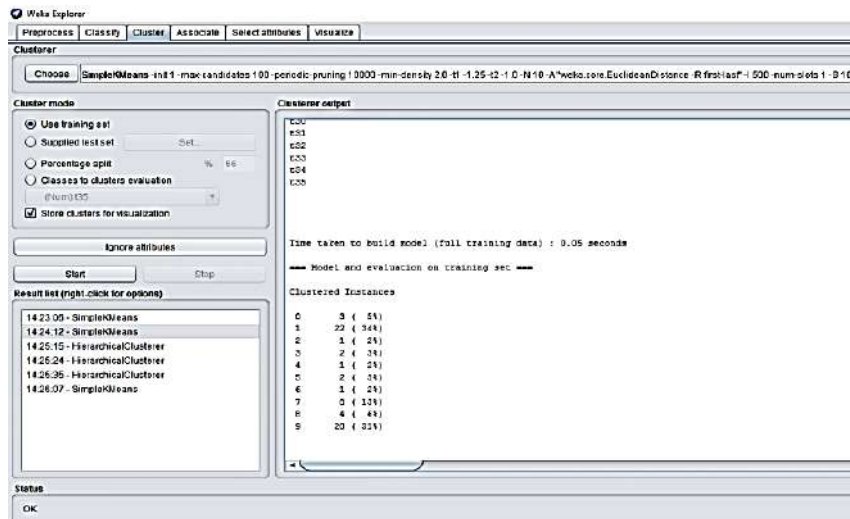 Weka Explorer
Preprocess Classify Cluster Associate Select attributes Visualize
Clusterer
Choose SimpleKMeans -init 1 -max-candidates 100 -periodic-pruning 10000 -min-density 2.0 -t1 -1.25 -t2 -1.0 -N 10 -A "weka.core.EuclideanDistance -R first-last" -I 500 -num-slots 1 -S 10
Cluster mode
Use training set
Supplied test set Set...
Percentage split % 66
Classes to clusters evaluation
(Num) t35
Store clusters for visualization
Ignore attributes
Start Stop
Result list (right-click for options)
14:23:05 - SimpleKMeans
14:24:12 - SimpleKMeans
14:25:15 - HierarchicalClusterer
14:25:24 - HierarchicalClusterer
14:25:35 - HierarchicalClusterer
14:26:07 - SimpleKMeans
Clusterer output
t30
t31
t32
t33
t34
t35
Time taken to build model (full training data) : 0.05 seconds
=== Model and evaluation on training set ===
Clustered Instances
0 3 ( 5%)
1 22 ( 34%)
2 1 ( 2%)
3 2 ( 3%)
4 1 ( 2%)
5 2 ( 3%)
6 1 ( 2%)
7 8 ( 13%)
8 4 ( 6%)
9 20 ( 31%)
Status
OK